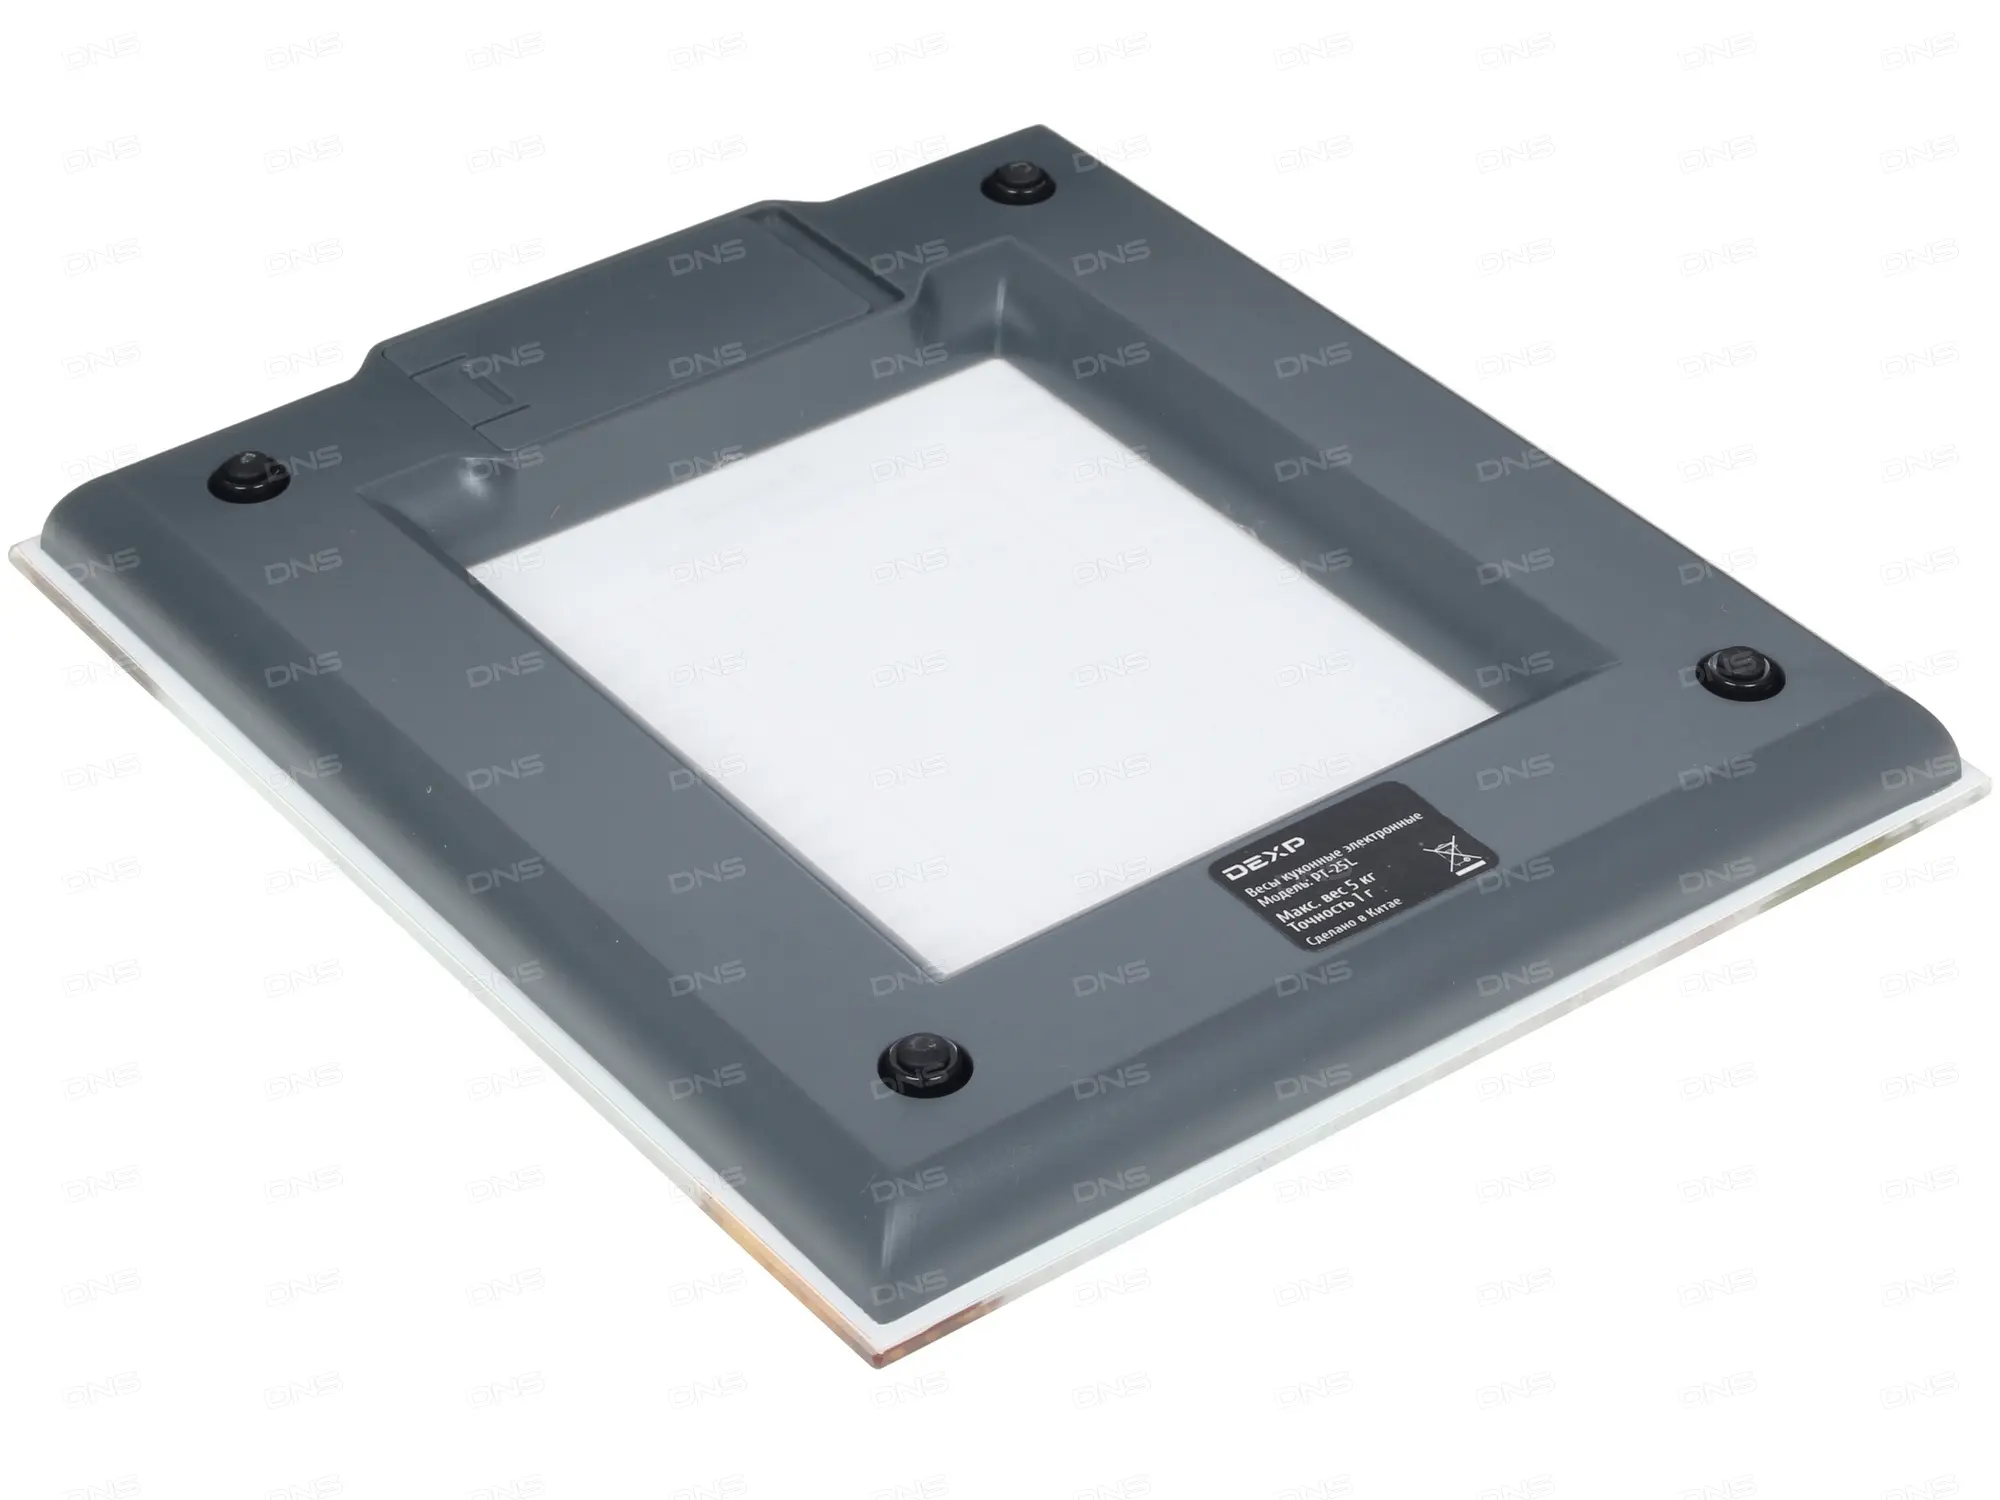 DEXP
Весы кухонные электронные
Модель: PT-25L
Макс. вес 5 кг
Точность 1 г
Сделано в Китае
DNS